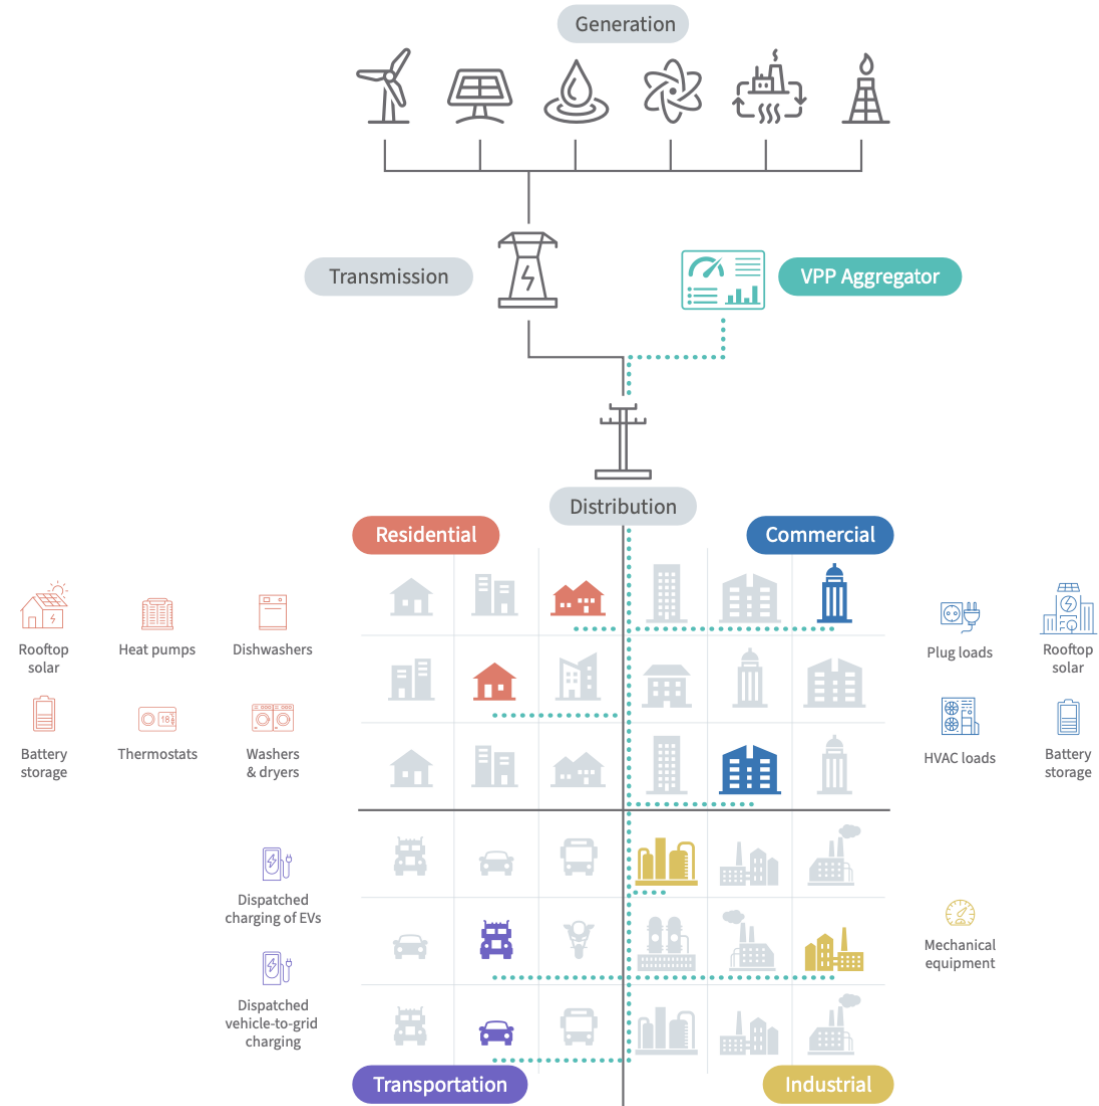 Generation
Transmission
VPP Aggregator
Distribution
Residential
Commercial
Rooftop
solar
Heat pumps
Dishwashers
Battery
storage
Thermostats
18
Washers
& dryers
Plug loads
Rooftop
solar
HVAC loads
Battery
storage
Dispatched
charging of EVs
Dispatched
vehicle-to-grid
charging
Mechanical
equipment
Transportation
Industrial